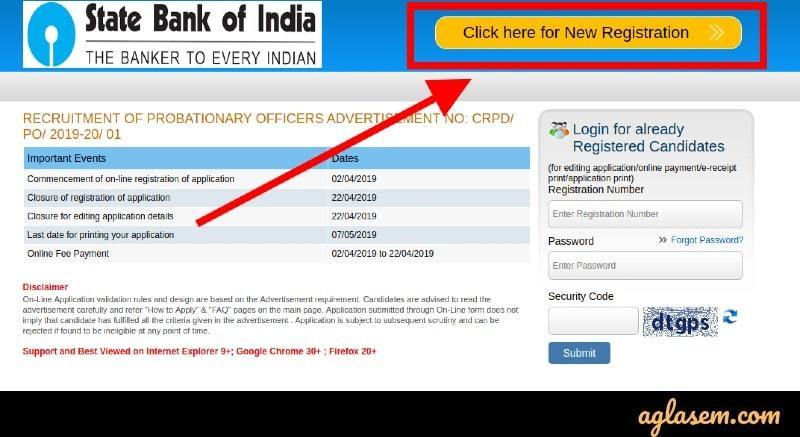 State Bank of India
THE BANKER TO EVERY INDIAN
Click here for New Registration
RECRUITMENT OF PROBATIONARY OFFICERS ADVERTISEMENT NO: CRPD/
PO/ 2019-20/ 01
Important Events Dates
Commencement of on-line registration of application 02/04/2019
Closure of registration of application 22/04/2019
Closure for editing application details 22/04/2019
Last date for printing your application 07/05/2019
Online Fee Payment 02/04/2019 to 22/04/2019
Disclaimer
On-Line Application validation rules and design are based on the Advertisement requirement. Candidates are advised to read the
advertisement carefully and refer "How to Apply" & "FAQ" pages on the main page. Application submitted through On-Line form does not
imply that candidate has fulfilled all the criteria given in the advertisement . Application is subject to subsequent scrutiny and can be
rejected if found to be ineligible at any point of time.
Support and Best Viewed on Internet Explorer 9+; Google Chrome 30+ ; Firefox 20+
Login for already
Registered Candidates
(for editing application/online payment/e-receipt
print/application print)
Registration Number
Enter Registration Number
Password >> Forgot Password?
Enter Password
Security Code
dtgps
Submit
aglasem.com